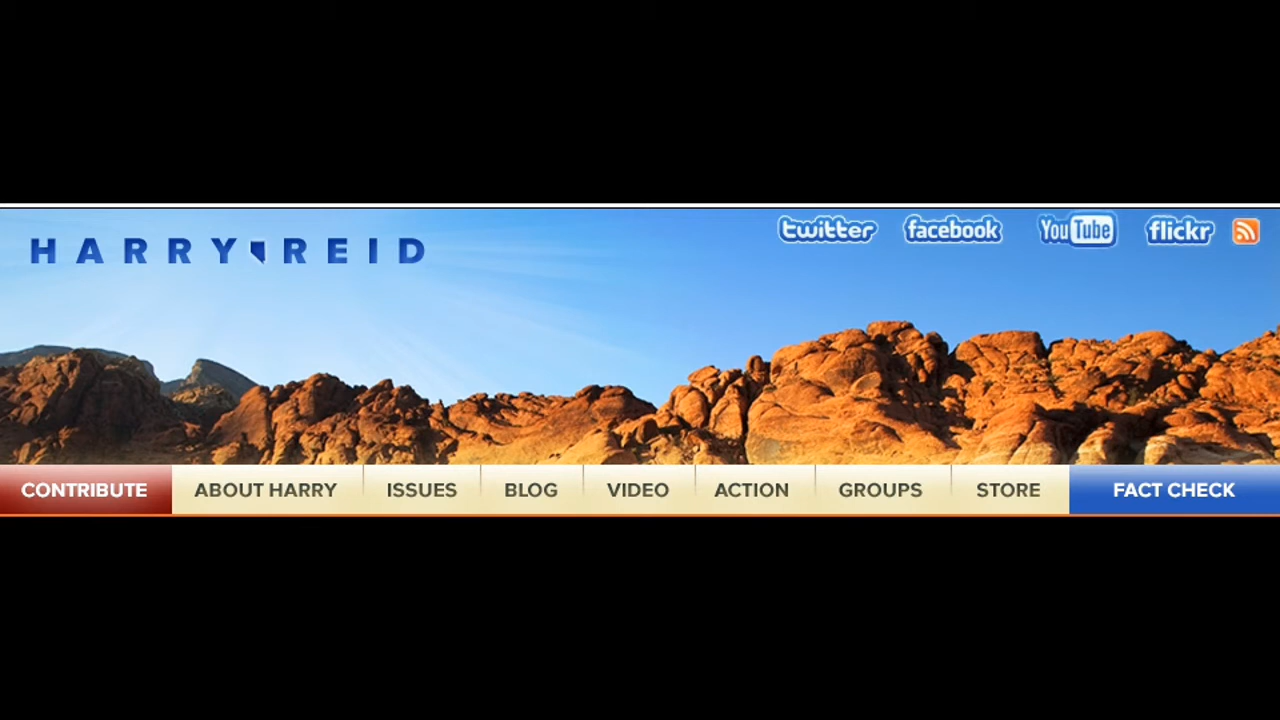 HARRY REID
twitter facebook YouTube flickr
CONTRIBUTE ABOUT HARRY ISSUES BLOG VIDEO ACTION GROUPS STORE FACT CHECK